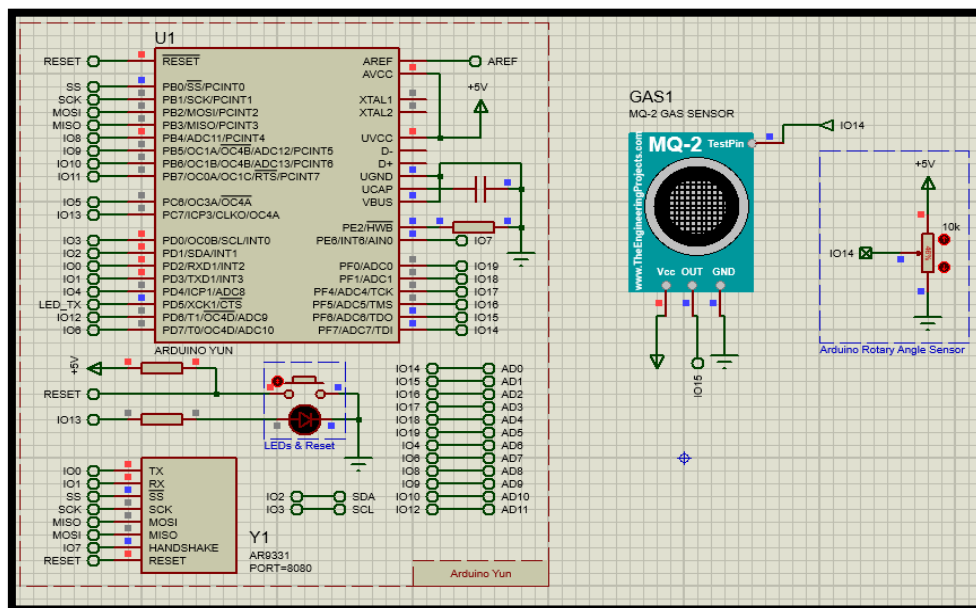 U1
RESET
SS
SCK
MOSI
MISO
IO8
IO9
IO10
IO11
IO5
IO13
IO3
IO2
IO0
IO1
IO4
LED_TX
IO12
IO6
RESET
PB0/SS/PCINT0
PB1/SCK/PCINT1
PB2/MOSI/PCINT2
PB3/MISO/PCINT3
PB4/ADC11/PCINT4
PB5/OC1A/OC4B/ADC12/PCINT5
PB6/OC1B/OC4B/ADC13/PCINT6
PB7/OC0A/OC1C/RTS/PCINT7
PC6/OC3A/OC4A
PC7/ICP3/CLKO/OC4A
PD0/OC0B/SCL/INT0
PD1/SDA/INT1
PD2/RXD1/INT2
PD3/TXD1/INT3
PD4/ICP1/ADC8
PD5/XCK1/CTS
PD6/T1/OC4D/ADC9
PD7/T0/OC4D/ADC10
AREF
AVCC
XTAL1
XTAL2
UVCC
D-
D+
UGND
UCAP
VBUS
PE2/HWB
PE6/INT6/AIN0
PF0/ADC0
PF1/ADC1
PF4/ADC4/TCK
PF5/ADC5/TMS
PF6/ADC6/TDO
PF7/ADC7/TDI
AREF
+5V
IO7
IO19
IO18
IO17
IO16
IO15
IO14
ARDUINO YUN
+5V
RESET
IO13
LEDs & Reset
IO14 AD0
IO15 AD1
IO16 AD2
IO17 AD3
IO18 AD4
IO19 AD5
IO4 AD6
IO6 AD7
IO8 AD8
IO9 AD9
IO10 AD10
IO12 AD11
IO0 TX
IO1 RX
SS SS
SCK SCK
MISO MOSI
MOSI MISO
IO7 HANDSHAKE
RESET RESET
IO2 SDA
IO3 SCL
Y1
AR9331
PORT=8080
Arduino Yun
GAS1
MQ-2 GAS SENSOR
MQ-2 TestPin
www.TheEngineeringProjects.com
Vcc OUT GND
IO15
IO14
+5V
10k
IO14
Arduino Rotary Angle Sensor